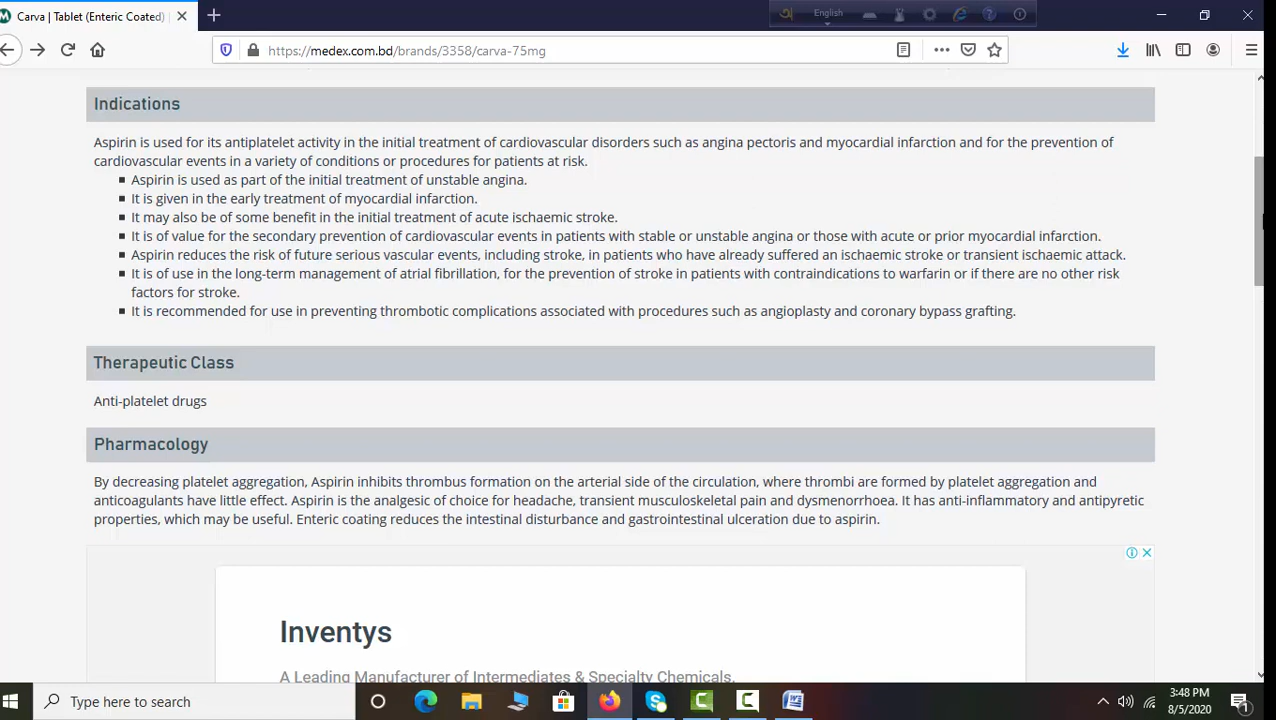 Carva | Tablet (Enteric Coated)
English
https://medex.com.bd/brands/3358/carva-75mg
Indications
Aspirin is used for its antiplatelet activity in the initial treatment of cardiovascular disorders such as angina pectoris and myocardial infarction and for the prevention of
cardiovascular events in a variety of conditions or procedures for patients at risk.
Aspirin is used as part of the initial treatment of unstable angina.
It is given in the early treatment of myocardial infarction.
It may also be of some benefit in the initial treatment of acute ischaemic stroke.
It is of value for the secondary prevention of cardiovascular events in patients with stable or unstable angina or those with acute or prior myocardial infarction.
Aspirin reduces the risk of future serious vascular events, including stroke, in patients who have already suffered an ischaemic stroke or transient ischaemic attack.
It is of use in the long-term management of atrial fibrillation, for the prevention of stroke in patients with contraindications to warfarin or if there are no other risk
factors for stroke.
It is recommended for use in preventing thrombotic complications associated with procedures such as angioplasty and coronary bypass grafting.
Therapeutic Class
Anti-platelet drugs
Pharmacology
By decreasing platelet aggregation, Aspirin inhibits thrombus formation on the arterial side of the circulation, where thrombi are formed by platelet aggregation and
anticoagulants have little effect. Aspirin is the analgesic of choice for headache, transient musculoskeletal pain and dysmenorrhoea. It has anti-inflammatory and antipyretic
properties, which may be useful. Enteric coating reduces the intestinal disturbance and gastrointestinal ulceration due to aspirin.
Inventys
A Leading Manufacturer of Intermediates & Specialty Chemicals.
Type here to search
3:48 PM
8/5/2020
1